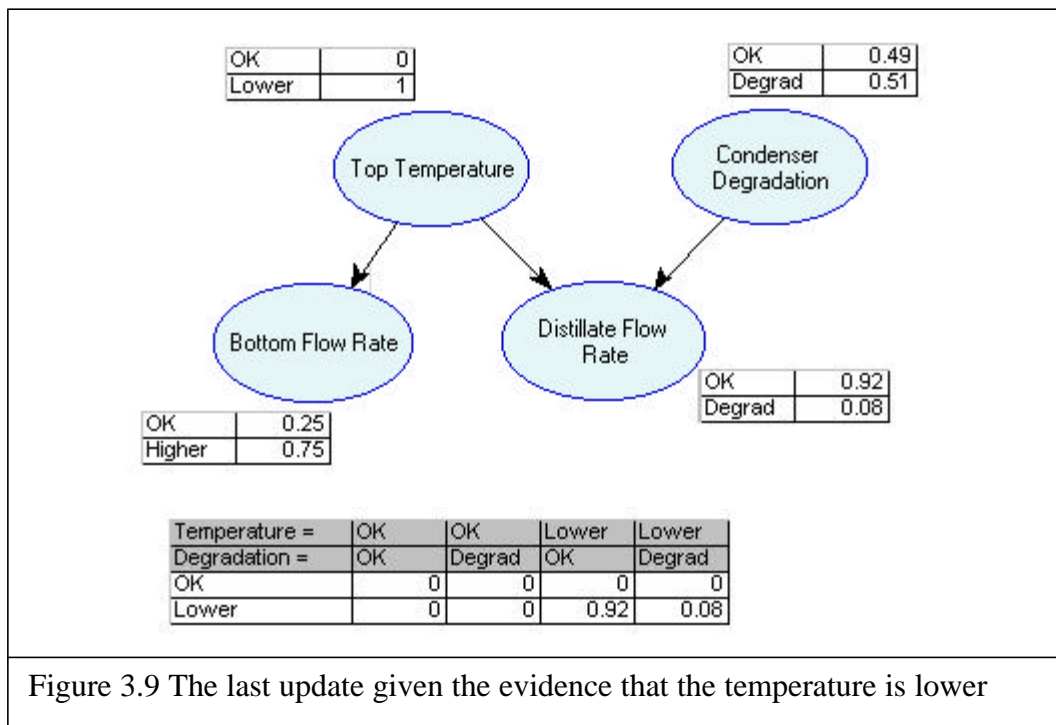 OK 0
Lower 1
OK 0.49
Degrad 0.51
Top Temperature
Condenser
Degradation
Bottom Flow Rate
Distillate Flow
Rate
OK 0.92
Degrad 0.08
OK 0.25
Higher 0.75
Temperature = OK OK Lower Lower
Degradation = OK Degrad OK Degrad
OK 0 0 0 0
Lower 0 0 0.92 0.08
Figure 3.9 The last update given the evidence that the temperature is lower